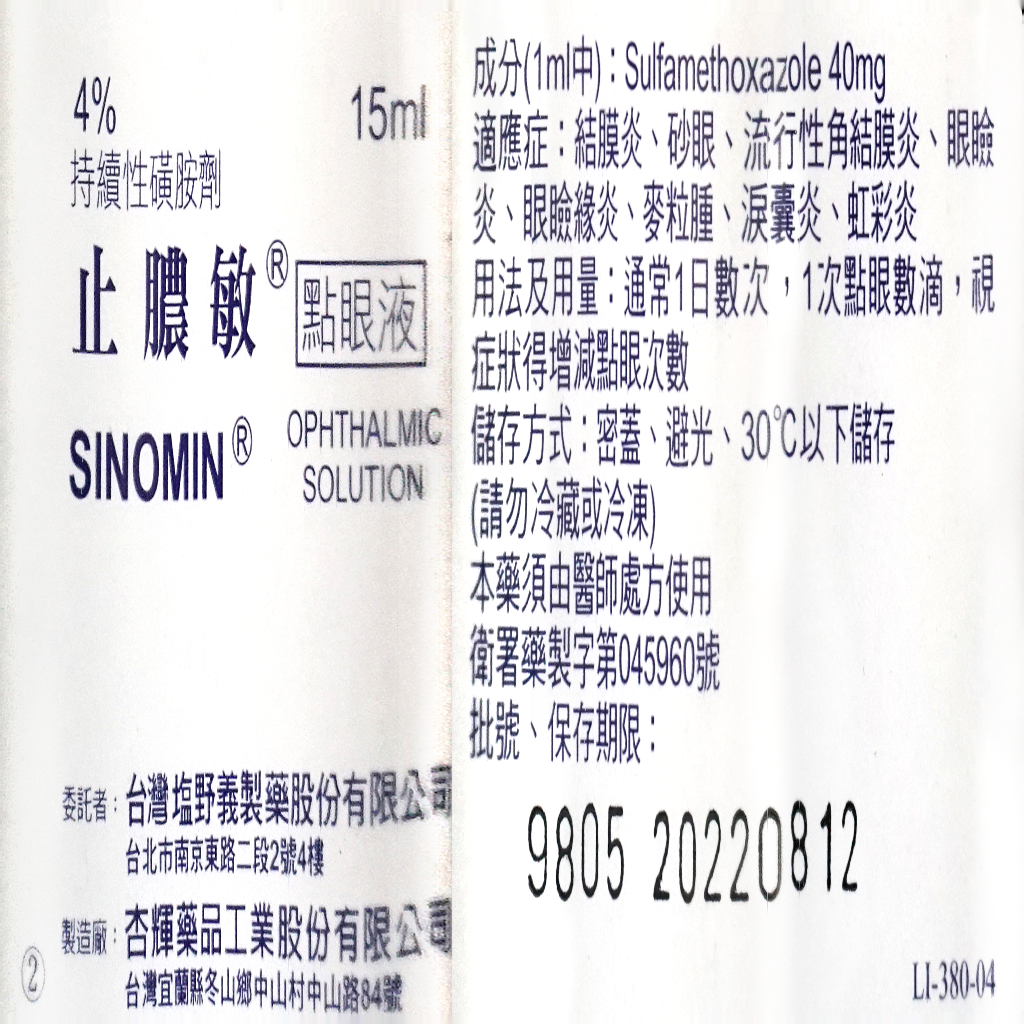 4%
15ml
持續性磺胺劑
止膿敏®
點眼液
SINOMIN®
OPHTHALMIC
SOLUTION
委託者：台灣塩野義製藥股份有限公司
台北市南京東路二段2號4樓
製造廠：杏輝藥品工業股份有限公司
台灣宜蘭縣冬山鄉中山村中山路84號
②
成分(1ml中)：Sulfamethoxazole 40mg
適應症：結膜炎、砂眼、流行性角結膜炎、眼瞼
炎、眼瞼緣炎、麥粒腫、淚囊炎、虹彩炎
用法及用量：通常1日數次，1次點眼數滴，視
症狀得增減點眼次數
儲存方式：密蓋、避光、30℃以下儲存
(請勿冷藏或冷凍)
本藥須由醫師處方使用
衛署藥製字第045960號
批號、保存期限：
9805 20220812
LI-380-04